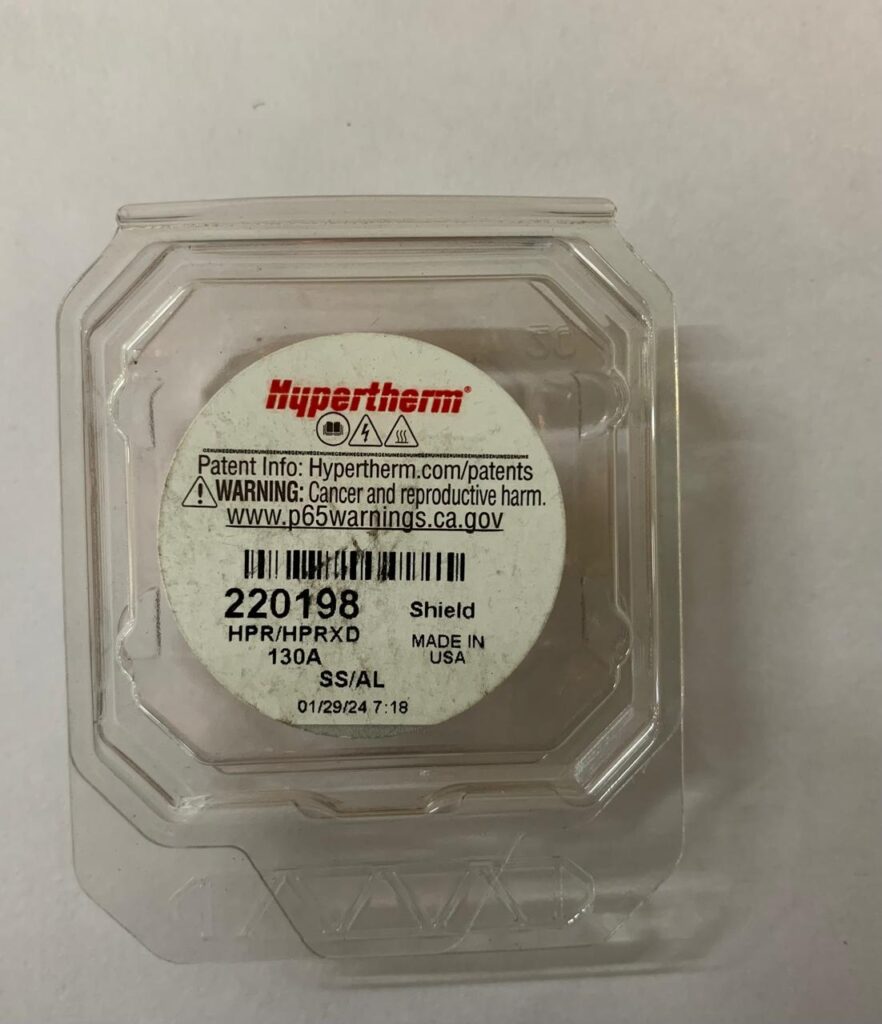 Hypertherm®
GENUINEGENUINEGENUINEGENUINEGENUINEGENUINEGENUINEGENUINEGENUINEGENUINE
Patent Info: Hypertherm.com/patents
WARNING: Cancer and reproductive harm.
www.p65warnings.ca.gov
220198 Shield
HPR/HPRXD MADE IN
130A USA
SS/AL
01/29/24 7:18